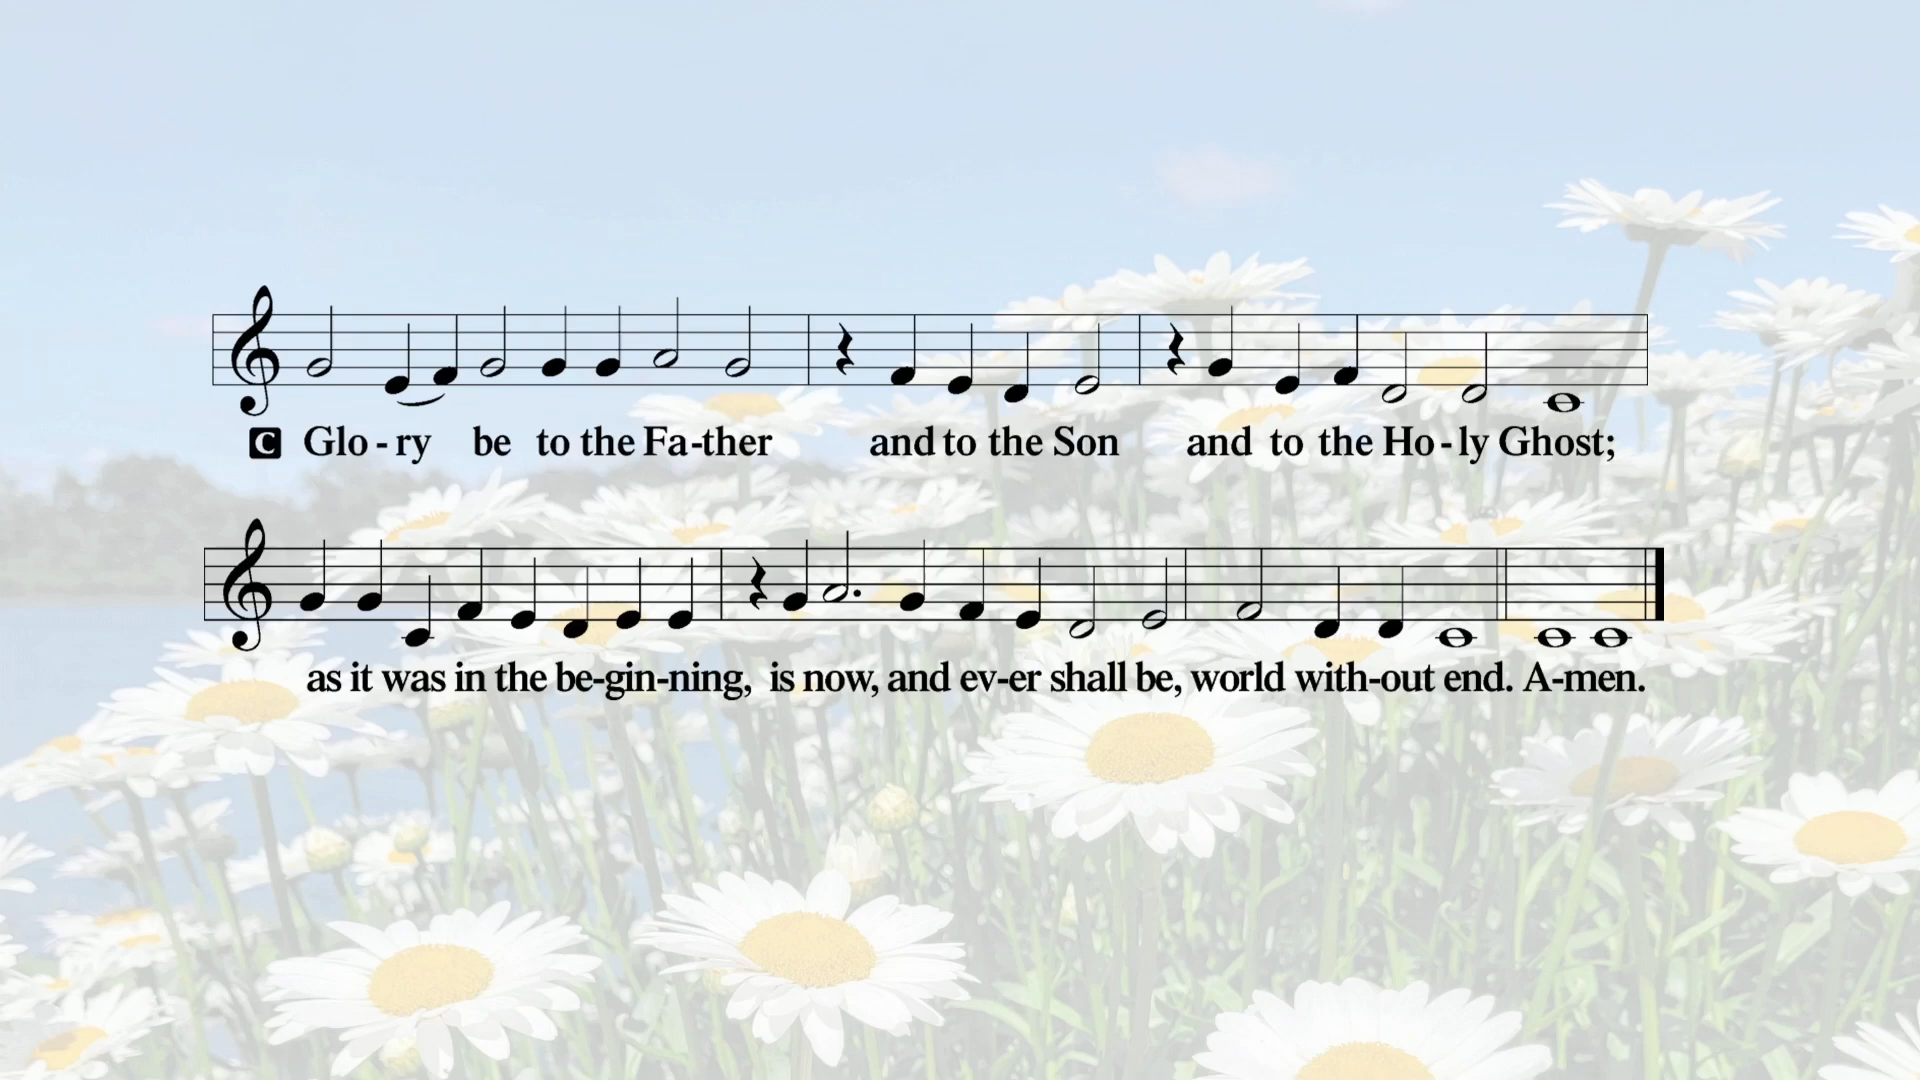 C Glo - ry be to the Fa-ther and to the Son and to the Ho - ly Ghost;
as it was in the be-gin-ning, is now, and ev-er shall be, world with-out end. A-men.